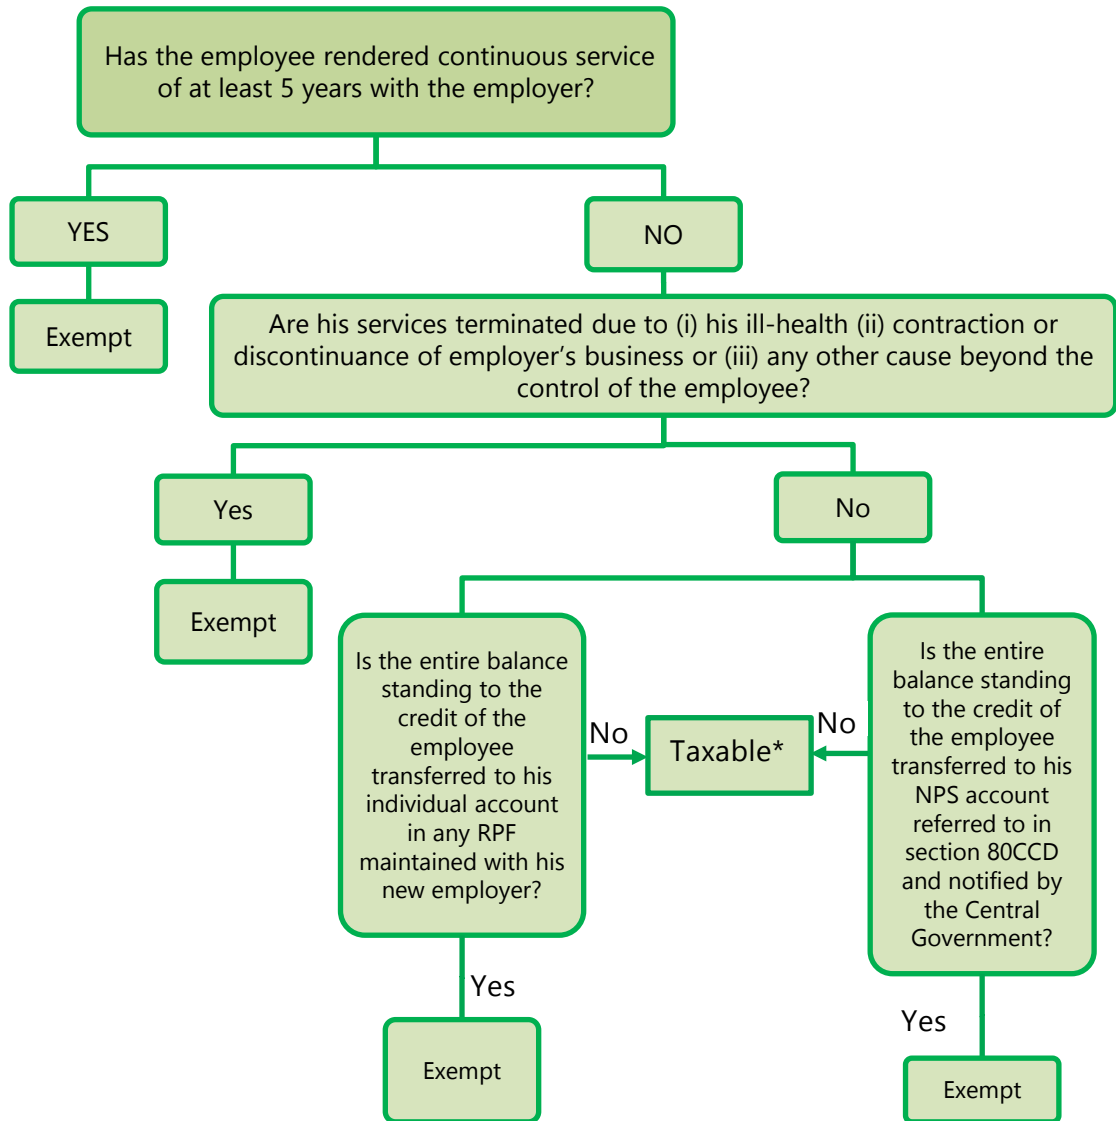 Has the employee rendered continuous service
of at least 5 years with the employer?
YES
NO
Exempt
Are his services terminated due to (i) his ill-health (ii) contraction or
discontinuance of employer’s business or (iii) any other cause beyond the
control of the employee?
Yes
No
Exempt
Is the entire balance
standing to the
credit of the
employee
transferred to his
individual account
in any RPF
maintained with his
new employer?
No
Taxable*
No
Is the entire
balance standing
to the credit of
the employee
transferred to his
NPS account
referred to in
section 80CCD
and notified by
the Central
Government?
Yes
Yes
Exempt
Exempt